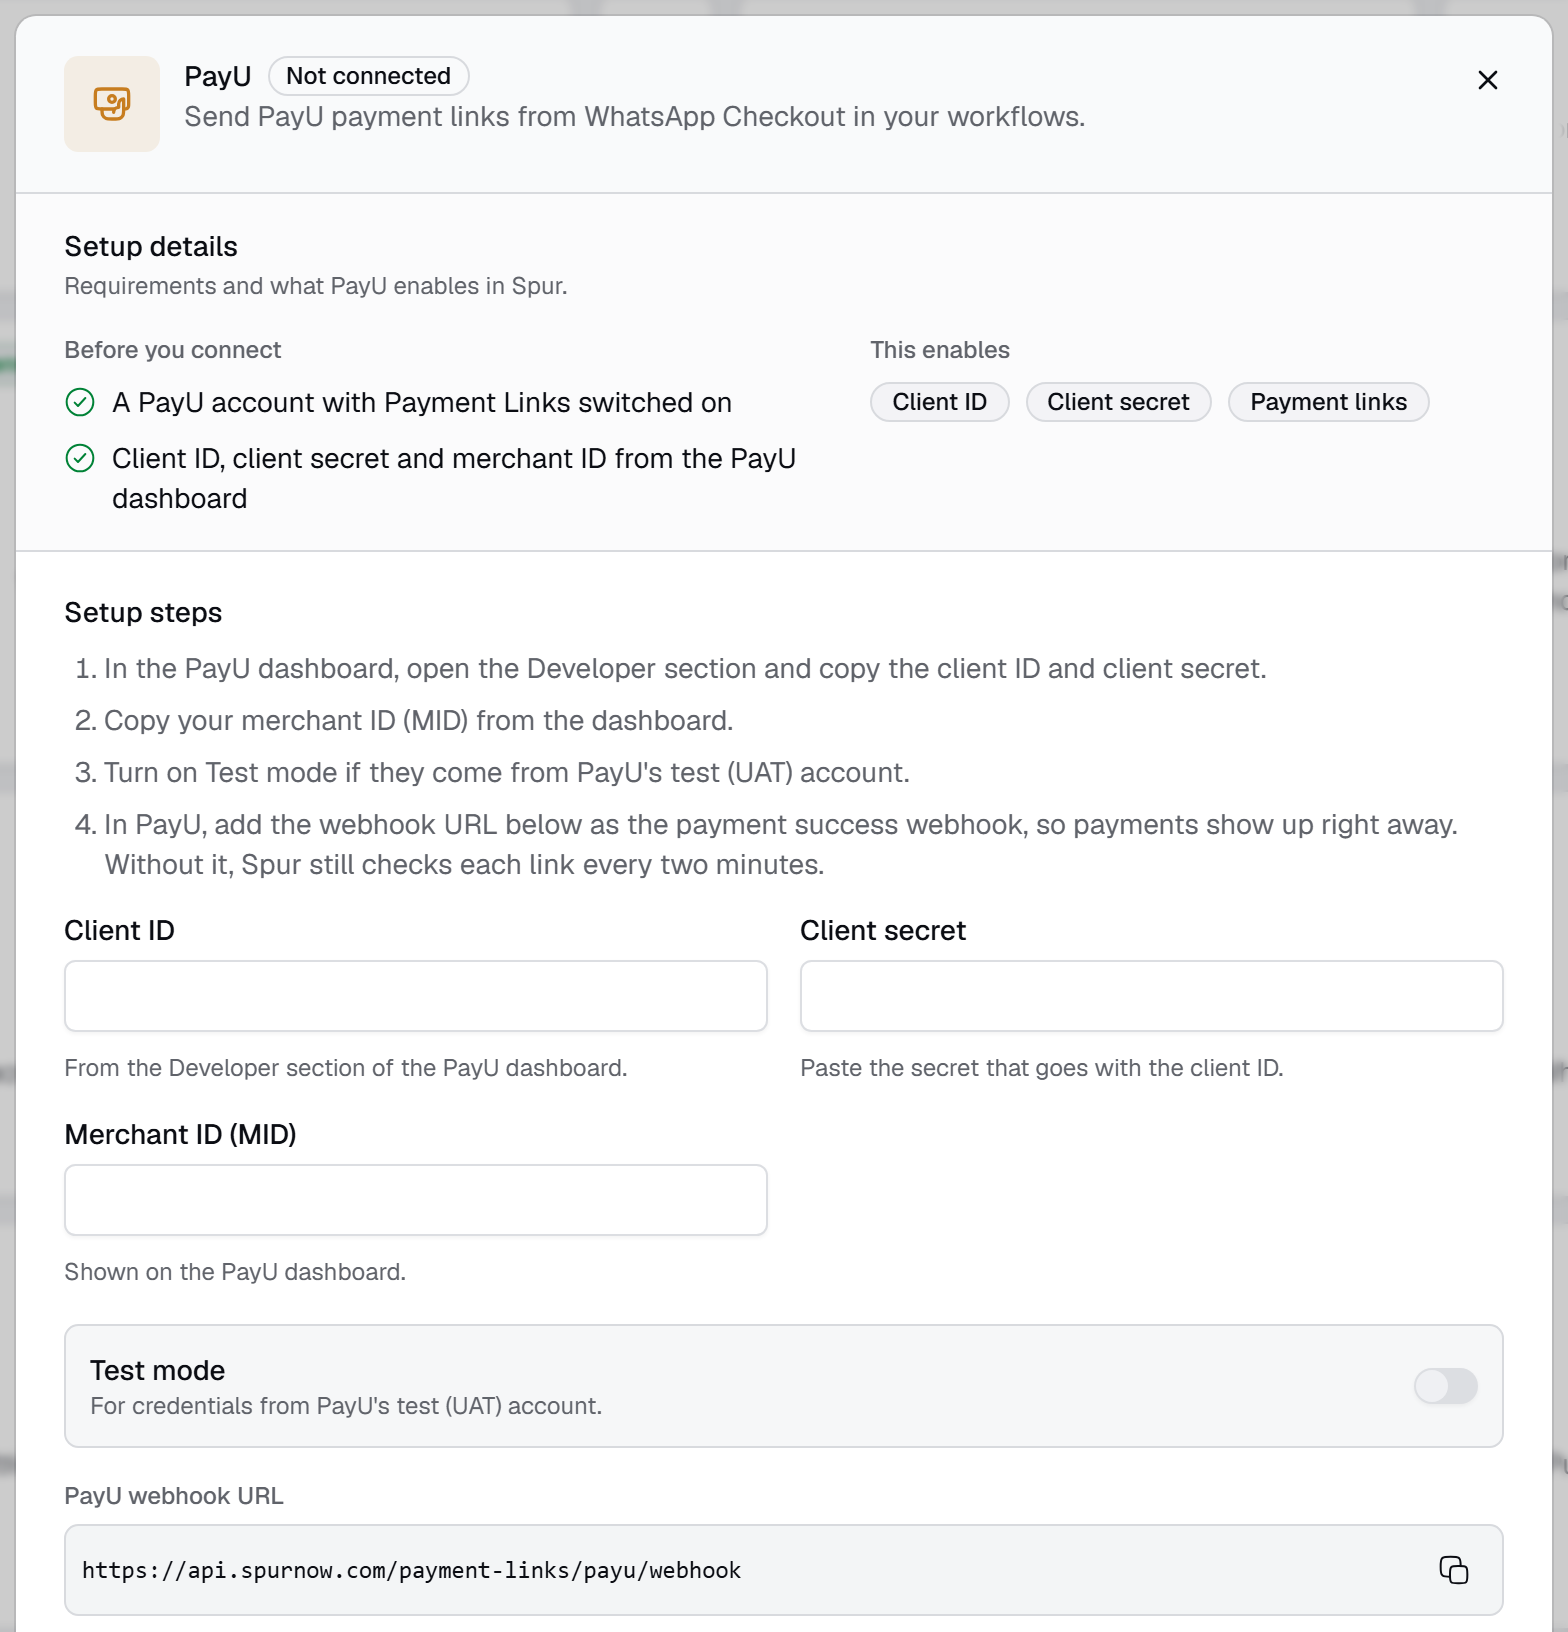 PayU
Not connected
Send PayU payment links from WhatsApp Checkout in your workflows.
Setup details
Requirements and what PayU enables in Spur.
Before you connect
A PayU account with Payment Links switched on
Client ID, client secret and merchant ID from the PayU
dashboard
This enables
Client ID
Client secret
Payment links
Setup steps
1. In the PayU dashboard, open the Developer section and copy the client ID and client secret.
2. Copy your merchant ID (MID) from the dashboard.
3. Turn on Test mode if they come from PayU's test (UAT) account.
4. In PayU, add the webhook URL below as the payment success webhook, so payments show up right away.
Without it, Spur still checks each link every two minutes.
Client ID
From the Developer section of the PayU dashboard.
Client secret
Paste the secret that goes with the client ID.
Merchant ID (MID)
Shown on the PayU dashboard.
Test mode
For credentials from PayU's test (UAT) account.
PayU webhook URL
https://api.spurnow.com/payment-links/payu/webhook